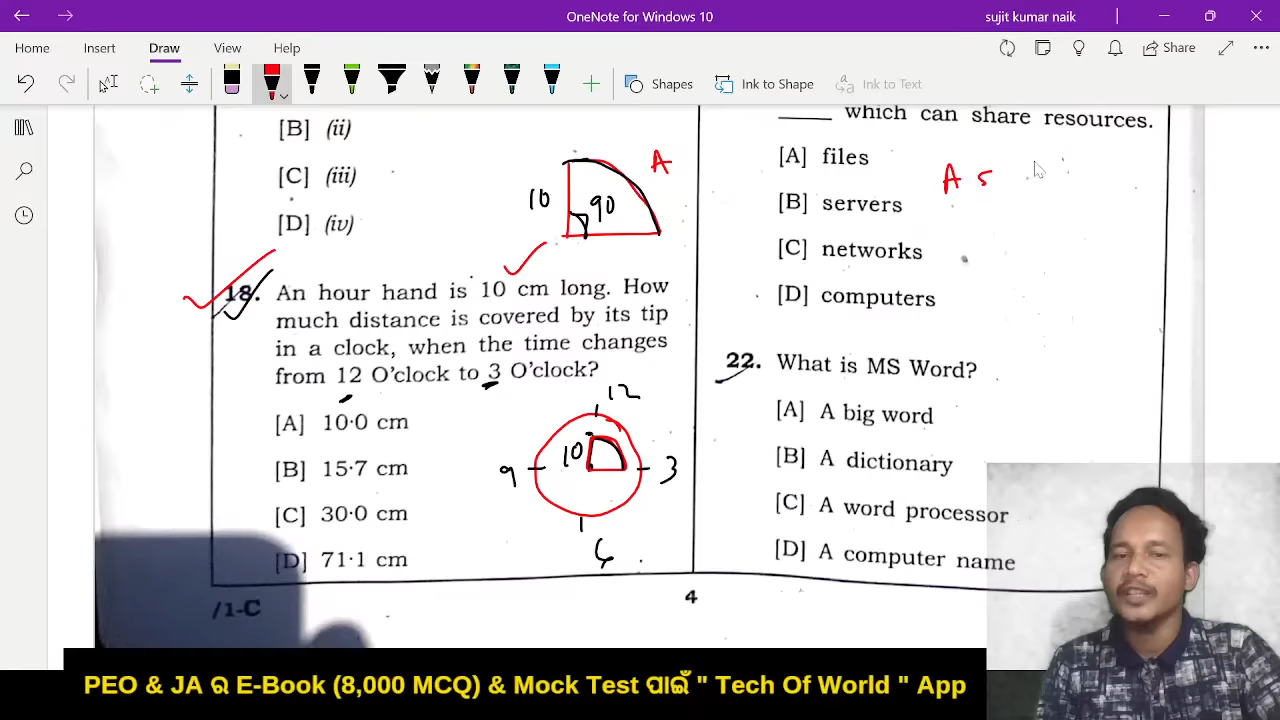 OneNote for Windows 10
sujit kumar naik
Home Insert Draw View Help
Share
Shapes Ink to Shape Ink to Text
[B] (ii)
[C] (iii)
[D] (iv)
A
10
90
18. An hour hand is 10 cm long. How
much distance is covered by its tip
in a clock, when the time changes
from 12 O'clock to 3 O'clock?
[A] 10·0 cm
[B] 15·7 cm
[C] 30·0 cm
[D] 71·1 cm
12
10
9
3
6
/1-C
4
____ which can share resources.
[A] files
[B] servers
[C] networks
[D] computers
A
22. What is MS Word?
[A] A big word
[B] A dictionary
[C] A word processor
[D] A computer name
PEO & JA ର E-Book (8,000 MCQ) & Mock Test ପାଇଁ " Tech Of World " App